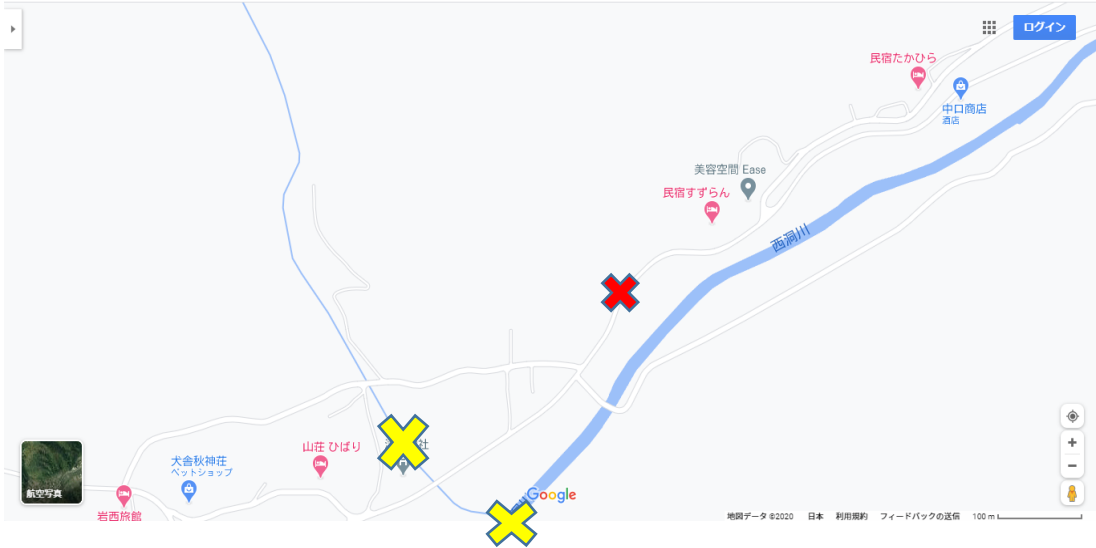 ログイン
民宿たかひら
中口商店
酒店
美容空間 Ease
民宿すずらん
西洞川
山荘 ひばり
社
犬舎秋神荘
ペットショップ
航空写真
岩西旅館
Google
地図データ ©2020 日本 利用規約 フィードバックの送信 100 m